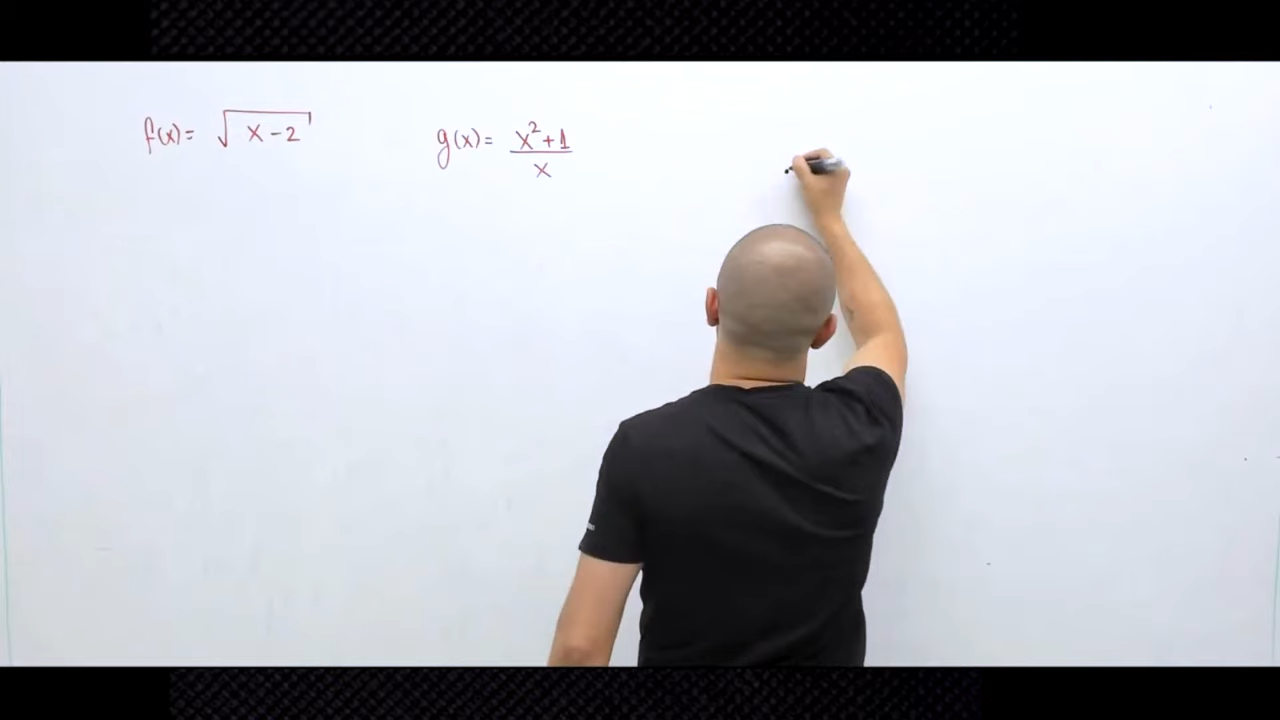 f(x) = √(x-2)
g(x) = (x²+1)/x